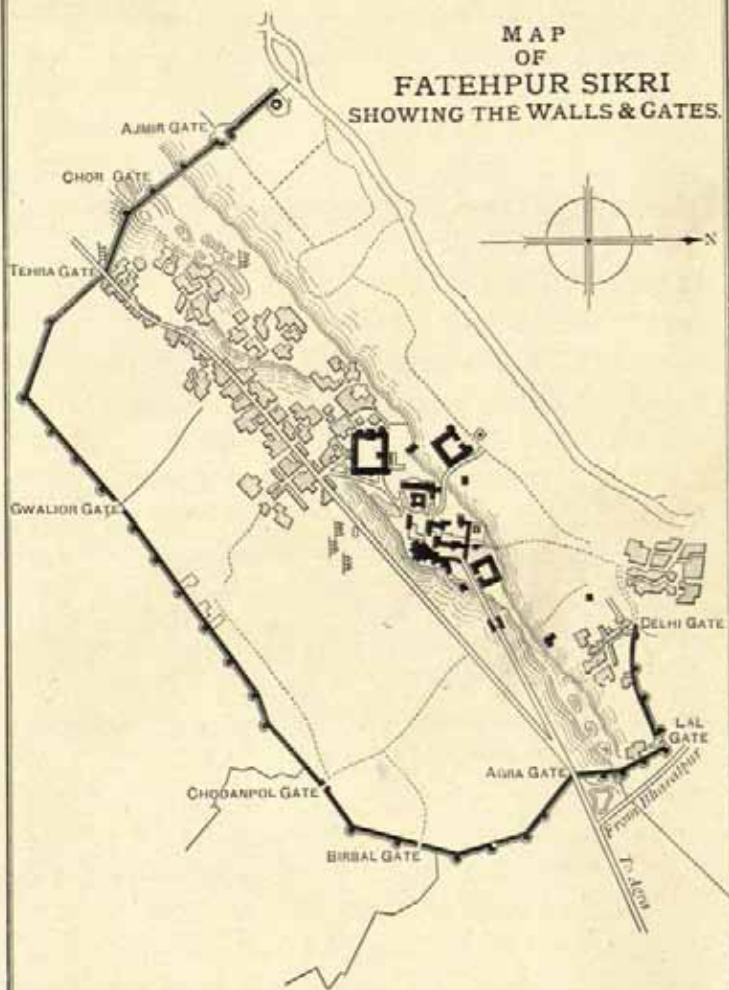 MAP
OF
FATEHPUR SIKRI
SHOWING THE WALLS & GATES.
AJMIR GATE
CHOR GATE
N
TEHRA GATE
GWALIOR GATE
DELHI GATE
LAL
GATE
AGRA GATE
From Bharatpur
CHODANPOL GATE
BIRBAL GATE
To Agra